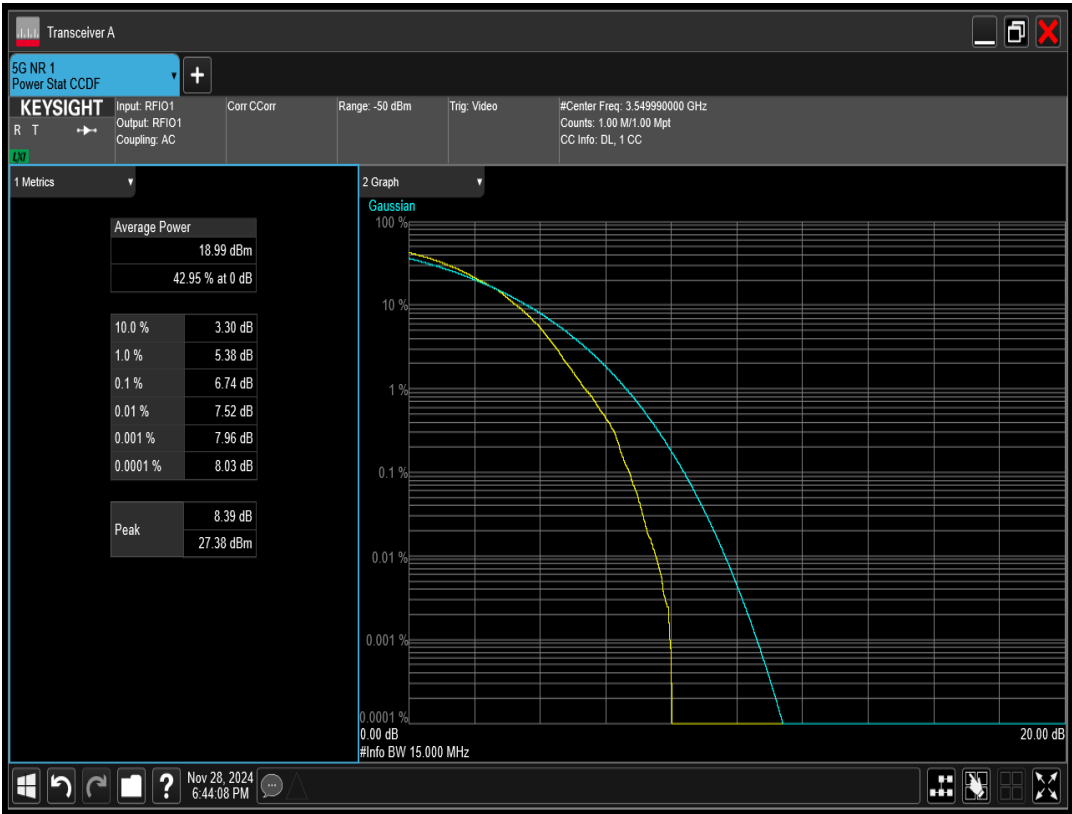 Transceiver A
5G NR 1
Power Stat CCDF
KEYSIGHT
R T
LXI
Input: RFIO1
Output: RFIO1
Coupling: AC
Corr CCorr
Range: -50 dBm
Trig: Video
#Center Freq: 3.549990000 GHz
Counts: 1.00 M/1.00 Mpt
CC Info: DL, 1 CC
1 Metrics
Average Power
18.99 dBm
42.95 % at 0 dB
10.0 % 3.30 dB
1.0 % 5.38 dB
0.1 % 6.74 dB
0.01 % 7.52 dB
0.001 % 7.96 dB
0.0001 % 8.03 dB
Peak
8.39 dB
27.38 dBm
2 Graph
Gaussian
100 %
10 %
1 %
0.1 %
0.01 %
0.001 %
0.0001 %
0.00 dB 20.00 dB
#Info BW 15.000 MHz
Nov 28, 2024
6:44:08 PM